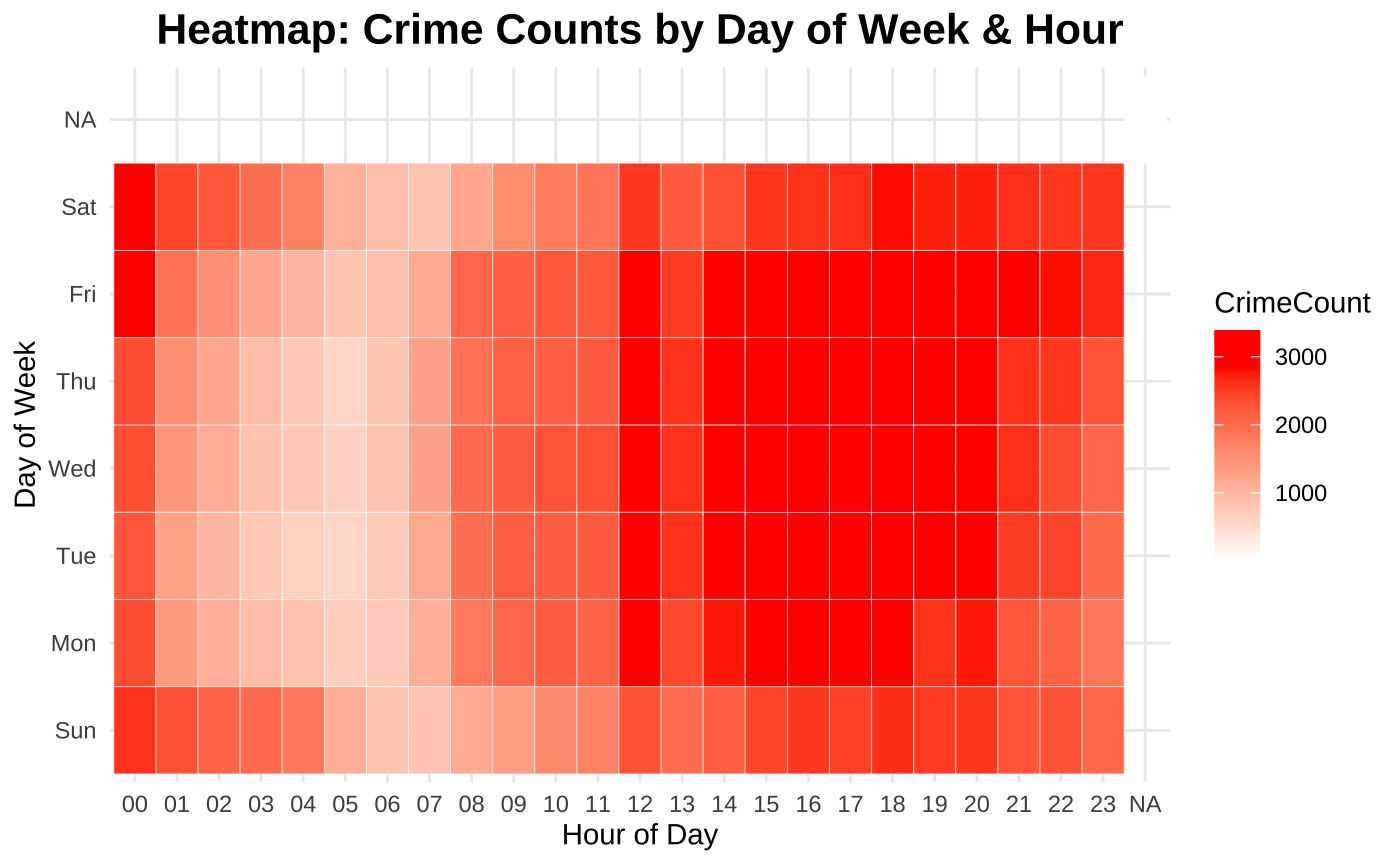 Heatmap: Crime Counts by Day of Week & Hour
NA
Sat
Fri
Thu
Wed
Tue
Mon
Sun
Day of Week
00 01 02 03 04 05 06 07 08 09 10 11 12 13 14 15 16 17 18 19 20 21 22 23 NA
Hour of Day
CrimeCount
3000
2000
1000